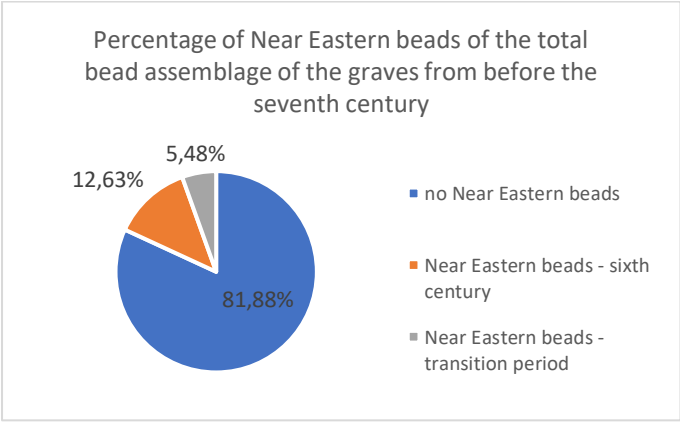 Percentage of Near Eastern beads of the total
bead assemblage of the graves from before the
seventh century
5,48%
12,63%
81,88%
no Near Eastern beads
Near Eastern beads - sixth
century
Near Eastern beads -
transition period